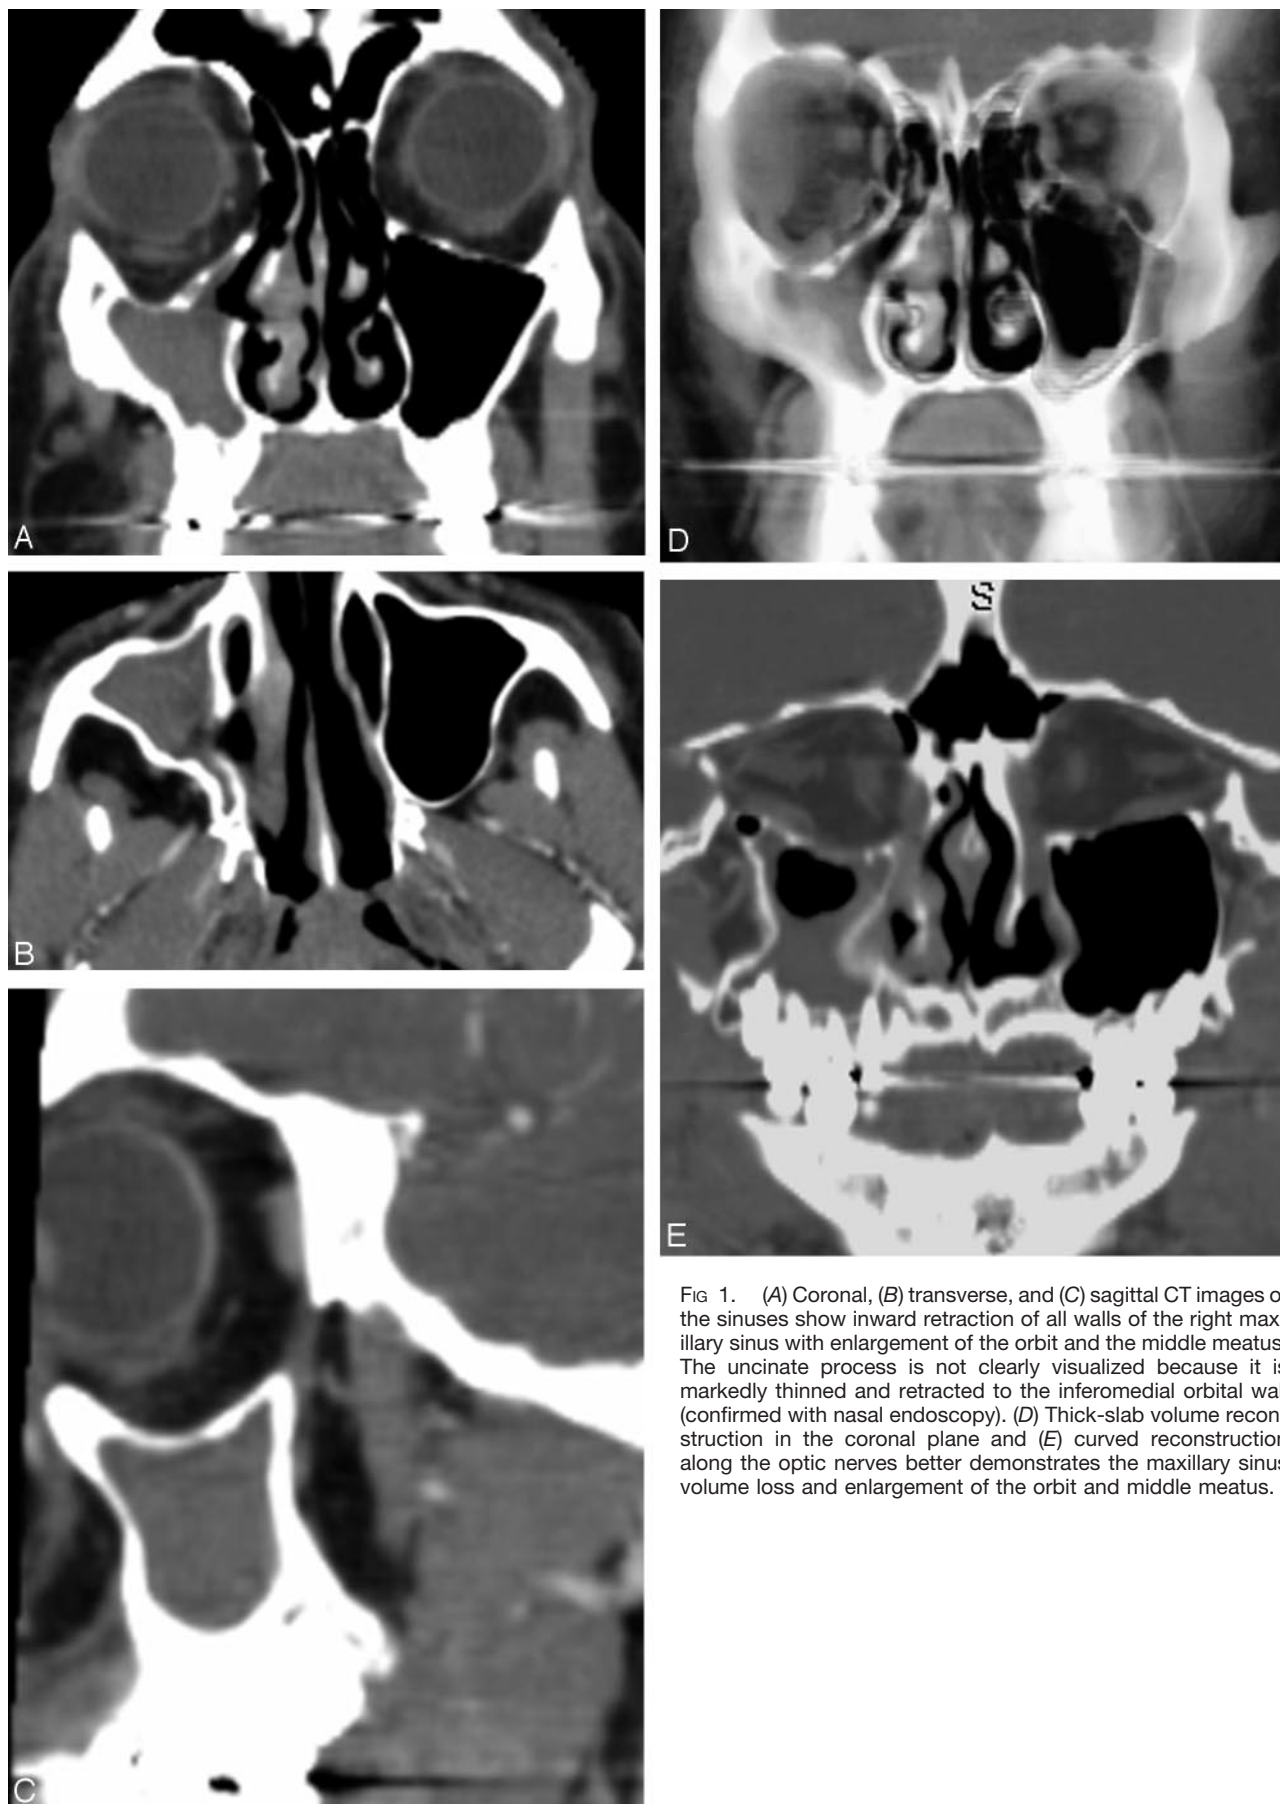 A
D
B
S
E
C
FIG 1. (A) Coronal, (B) transverse, and (C) sagittal CT images o
the sinuses show inward retraction of all walls of the right max
illary sinus with enlargement of the orbit and the middle meatus
The uncinate process is not clearly visualized because it is
markedly thinned and retracted to the inferomedial orbital wal
(confirmed with nasal endoscopy). (D) Thick-slab volume recon
struction in the coronal plane and (E) curved reconstruction
along the optic nerves better demonstrates the maxillary sinus
volume loss and enlargement of the orbit and middle meatus.